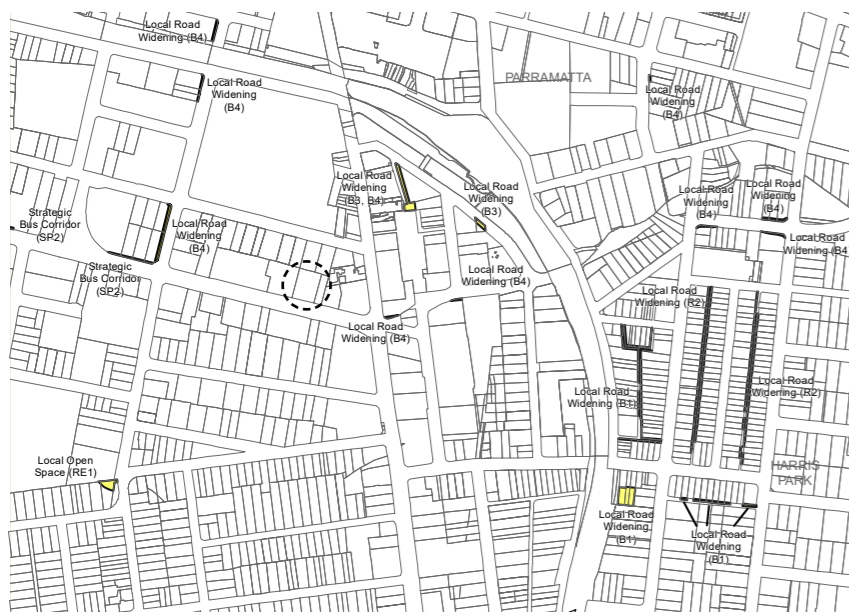 Local Road
Widening (B4)
Local Road
Widening
(B4)
PARRAMATTA
Local Road
Widening
(B4)
Local Road
Widening
(B3, B4)
Local Road
Widening
(B3)
Local Road
Widening
(B4)
Local Road
Widening
(B4)
Strategic
Bus Corridor
(SP2)
Local Road
Widening
(B4)
Local Road
Widening (B4
Strategic
Bus Corridor
(SP2)
Local Road
Widening (B4)
Local Road
Widening (R2)
Local Road
Widening (B4)
Local Road
Widening (B1)
Local Road
Widening (R2)
Local Open
Space (RE1)
HARRIS
PARK
Local Road
Widening
(B1)
Local Road
Widening
(B1)